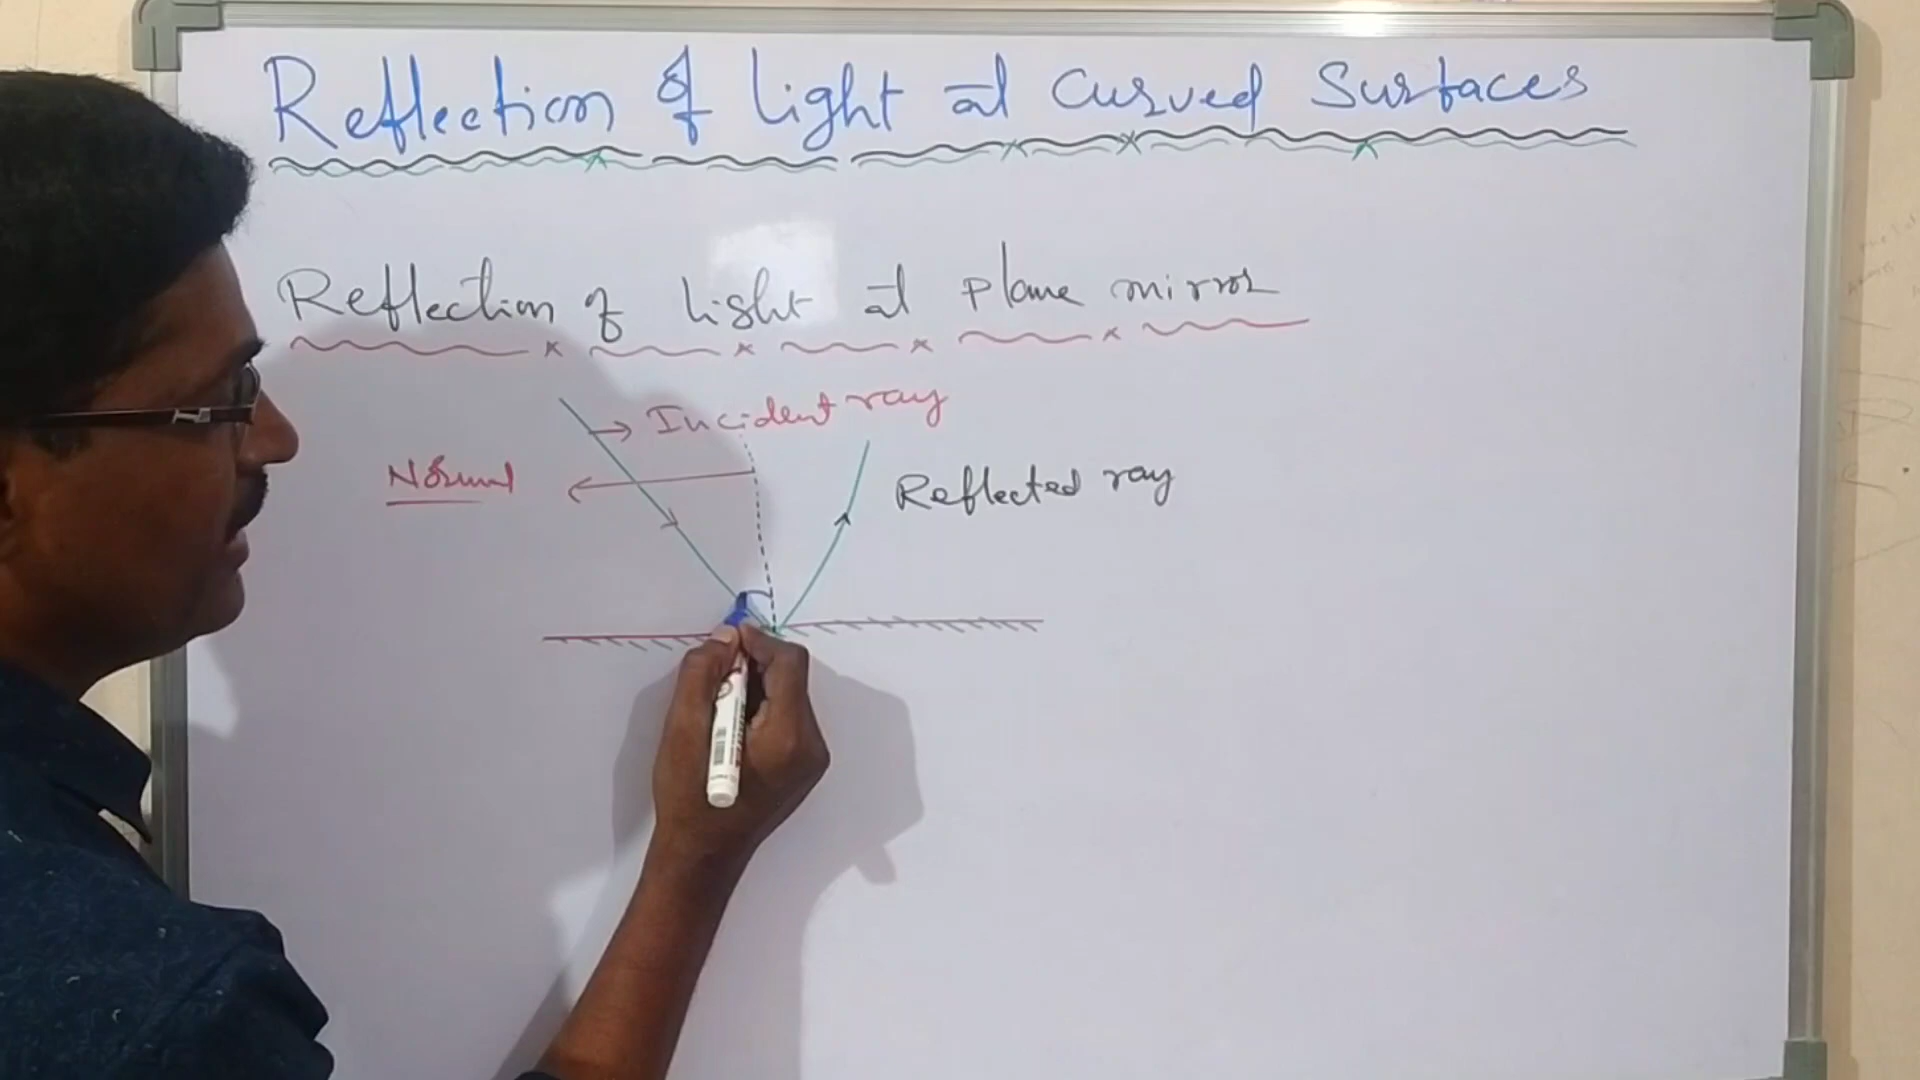 Reflection of light at curved surfaces
Reflection of light at plane mirror
Incident ray
Normal
Reflected ray